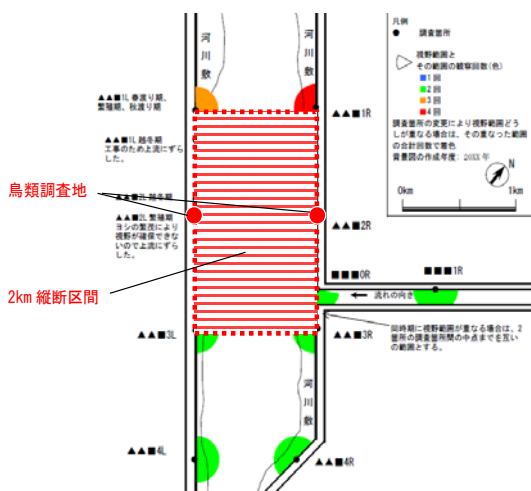 凡例
調査箇所
視野範囲と
その範囲の観察回数(色)
1回
2回
3回
4回
調査箇所の変更により視野範囲どう
しが重なる場合は、その重なった範囲
の合計回数で着色
背景図の作成年度: 20XX 年
N
0km
1km
河川敷
河川敷
▲▲■1L 春渡り期、
繁殖期、秋渡り期
▲▲■1R
▲▲■1L 越冬期
工事のため上流にずら
した。
鳥類調査地
▲▲■2L 越冬期
▲▲■2L 繁殖期
ヨシの繁茂により
視野が確保できな
いので上流にずら
した。
▲▲■2R
■■■0R
■■■1R
流れの向き
2km 縦断区間
▲▲■3L
▲▲■3R
同時期に視野範囲が重なる場合は、2
箇所の調査箇所間の中点までを互い
の範囲とする。
河川敷
▲▲■4L
▲▲■4R